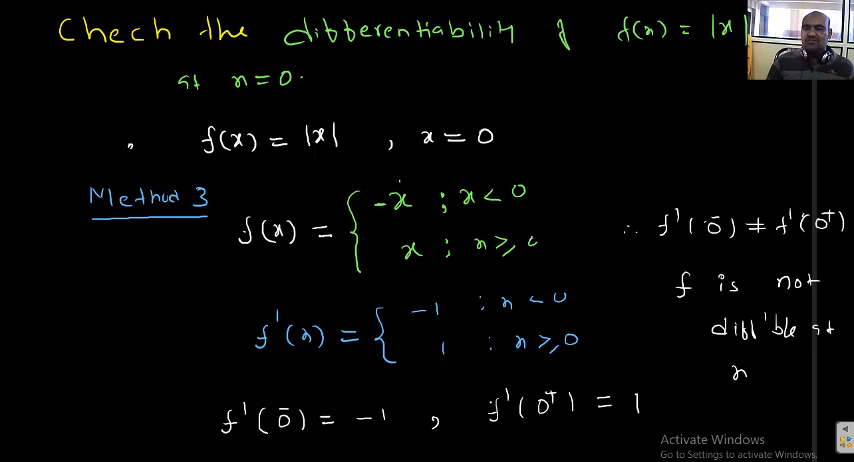 Chech the differentiability of f(x) = |x|
at x = 0.
f(x) = |x| , x = 0
Method 3
f(x) = { -x ; x < 0
x ; x ≥ 0
f'(x) = { -1 ; x < 0
1 ; x ≥ 0
f'(0⁻) = -1 , f'(0⁺) = 1
∴ f'(0⁻) ≠ f'(0⁺)
f is not
diff'ble at
x
Activate Windows
Go to Settings to activate Windows.